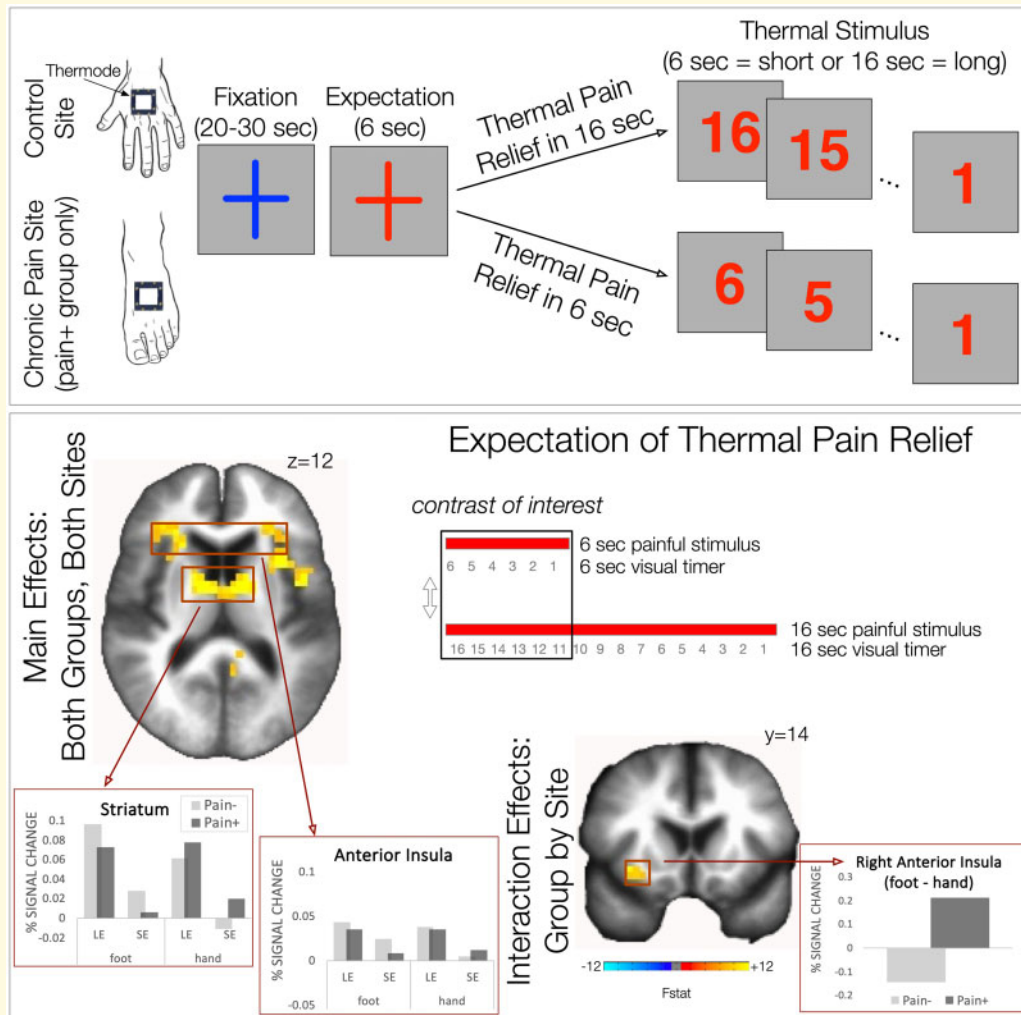 Thermode
Control
Site
Chronic Pain Site
(pain+ group only)
Fixation
(20-30 sec)
Expectation
(6 sec)
Thermal Pain
Relief in 16 sec
Thermal Pain
Relief in 6 sec
Thermal Stimulus
(6 sec = short or 16 sec = long)
16
15
...
1
6
5
...
1
Expectation of Thermal Pain Relief
Main Effects:
Both Groups, Both Sites
z=12
contrast of interest
6 sec painful stimulus
6 5 4 3 2 1
6 sec visual timer
16 sec painful stimulus
16 15 14 13 12 11 10 9 8 7 6 5 4 3 2 1
16 sec visual timer
Striatum
Pain-
Pain+
% SIGNAL CHANGE
0.1
0.08
0.06
0.04
0.02
0
-0.02
LE SE LE SE
foot hand
Anterior Insula
% SIGNAL CHANGE
0.1
0.05
0
-0.05
LE SE LE SE
foot hand
Interaction Effects:
Group by Site
y=14
-12 +12
Fstat
Right Anterior Insula
(foot - hand)
% SIGNAL CHANGE
0.3
0.2
0.1
0
-0.1
-0.2
Pain- Pain+